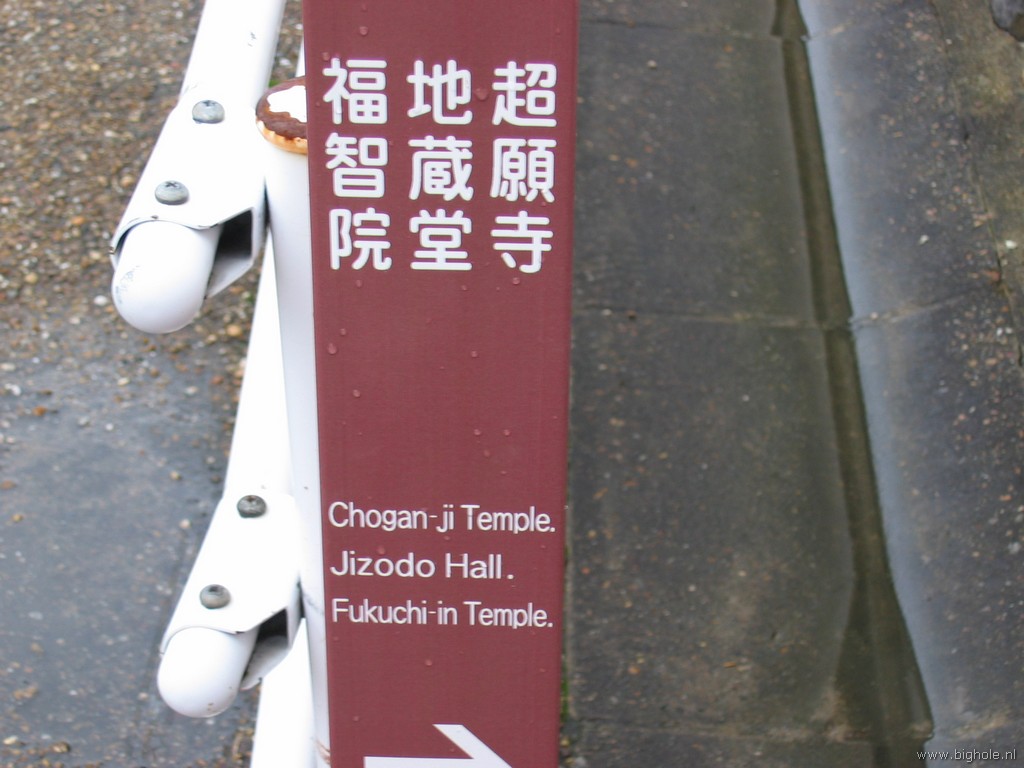 超願寺
地蔵堂
福智院
Chogan-ji Temple.
Jizodo Hall.
Fukuchi-in Temple.
www.bighole.nl